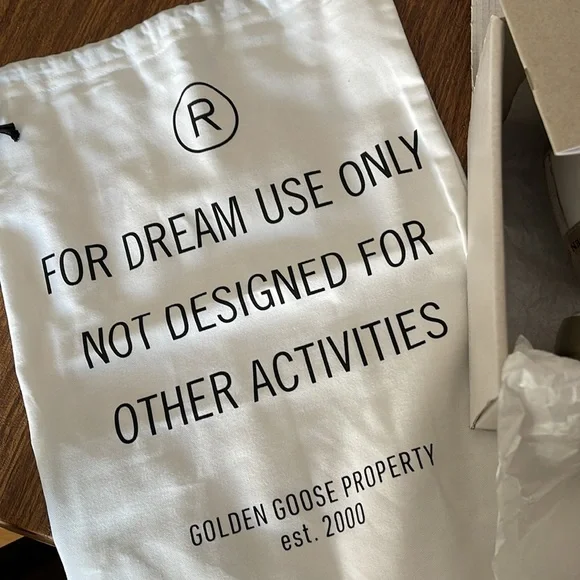 R
FOR DREAM USE ONLY
NOT DESIGNED FOR
OTHER ACTIVITIES
GOLDEN GOOSE PROPERTY
est. 2000